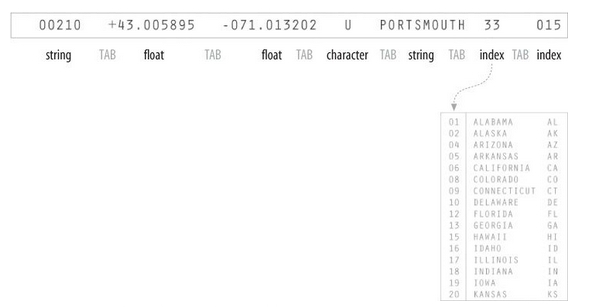 00210 +43.005895 -071.013202 U PORTSMOUTH 33 015
string TAB float TAB float TAB character TAB string TAB index TAB index
01 ALABAMA AL
02 ALASKA AK
04 ARIZONA AZ
05 ARKANSAS AR
06 CALIFORNIA CA
08 COLORADO CO
09 CONNECTICUT CT
10 DELAWARE DE
12 FLORIDA FL
13 GEORGIA GA
15 HAWAII HI
16 IDAHO ID
17 ILLINOIS IL
18 INDIANA IN
19 IOWA IA
20 KANSAS KS